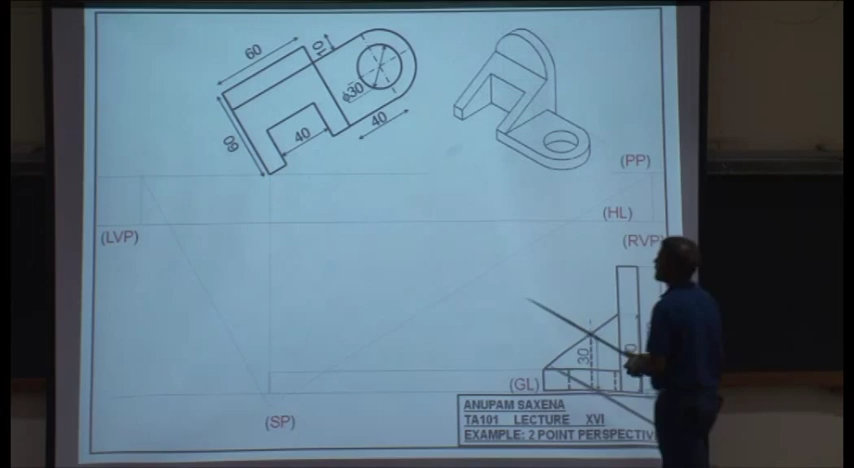 60
10
ϕ30
60
40
40
(PP)
(HL)
(LVP)
(RVP
30
(GL)
(SP)
ANUPAM SAXENA
TA101 LECTURE XVI
EXAMPLE: 2 POINT PERSPECTIV